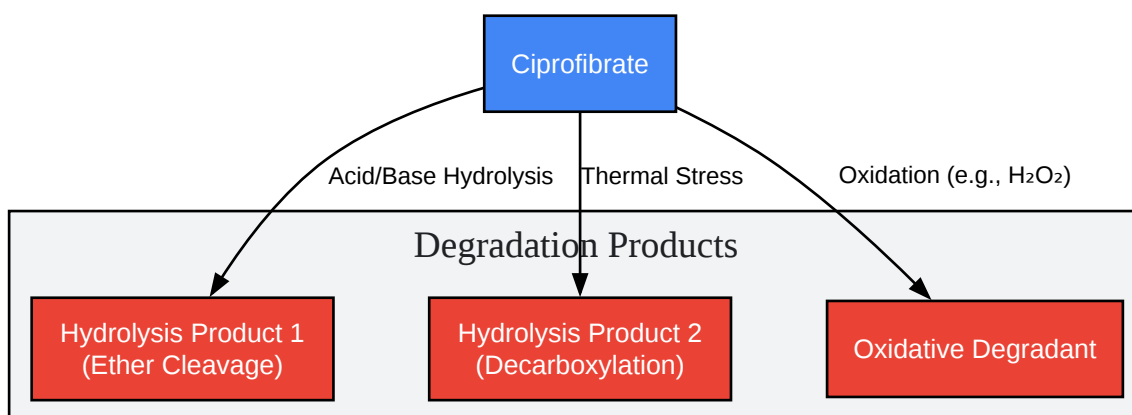 Ciprofibrate
Acid/Base Hydrolysis
Thermal Stress
Oxidation (e.g., H₂O₂)
Degradation Products
Hydrolysis Product 1
(Ether Cleavage)
Hydrolysis Product 2
(Decarboxylation)
Oxidative Degradant